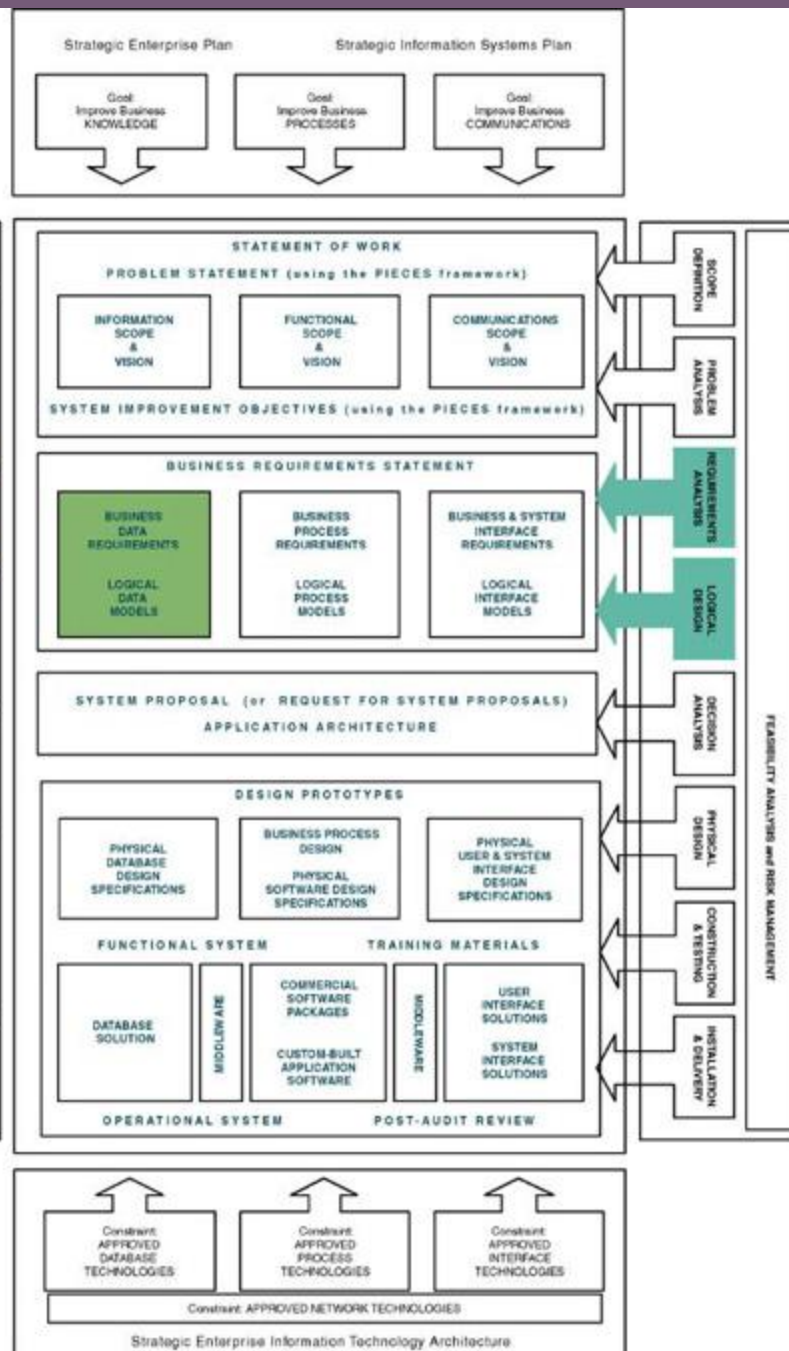 Strategic Enterprise Plan
Strategic Information Systems Plan
Goal:
Improve Business
KNOWLEDGE
Goal:
Improve Business
PROCESSES
Goal:
Improve Business
COMMUNICATIONS
STATEMENT OF WORK
PROBLEM STATEMENT (using the PIECES framework)
INFORMATION
SCOPE
&
VISION
FUNCTIONAL
SCOPE
&
VISION
COMMUNICATIONS
SCOPE
&
VISION
SYSTEM IMPROVEMENT OBJECTIVES (using the PIECES framework)
SCOPE
DEFINITION
PROBLEM
ANALYSIS
BUSINESS REQUIREMENTS STATEMENT
BUSINESS
DATA
REQUIREMENTS
LOGICAL
DATA
MODELS
BUSINESS
PROCESS
REQUIREMENTS
LOGICAL
PROCESS
MODELS
BUSINESS & SYSTEM
INTERFACE
REQUIREMENTS
LOGICAL
INTERFACE
MODELS
REQUIREMENTS
ANALYSIS
LOGICAL
DESIGN
SYSTEM PROPOSAL (or REQUEST FOR SYSTEM PROPOSALS)
APPLICATION ARCHITECTURE
DECISION
ANALYSIS
DESIGN PROTOTYPES
PHYSICAL
DATABASE
DESIGN
SPECIFICATIONS
BUSINESS PROCESS
DESIGN
PHYSICAL
SOFTWARE DESIGN
SPECIFICATIONS
PHYSICAL
USER & SYSTEM
INTERFACE
DESIGN
SPECIFICATIONS
PHYSICAL
DESIGN
FUNCTIONAL SYSTEM
TRAINING MATERIALS
DATABASE
SOLUTION
MIDDLEWARE
COMMERCIAL
SOFTWARE
PACKAGES
CUSTOM-BUILT
APPLICATION
SOFTWARE
MIDDLEWARE
USER
INTERFACE
SOLUTIONS
SYSTEM
INTERFACE
SOLUTIONS
CONSTRUCTION
& TESTING
INSTALLATION
& DELIVERY
OPERATIONAL SYSTEM
POST-AUDIT REVIEW
FEASIBILITY ANALYSIS and RISK MANAGEMENT
Constraint:
APPROVED
DATABASE
TECHNOLOGIES
Constraint:
APPROVED
PROCESS
TECHNOLOGIES
Constraint:
APPROVED
INTERFACE
TECHNOLOGIES
Constraint: APPROVED NETWORK TECHNOLOGIES
Strategic Enterprise Information Technology Architecture